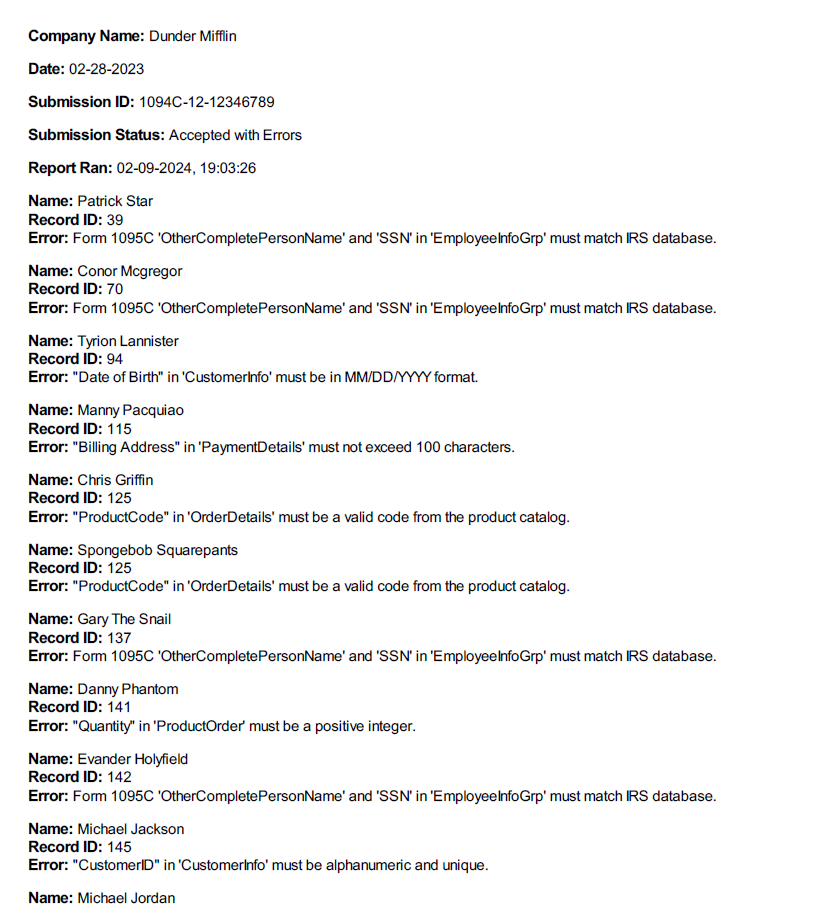 Company Name: Dunder Mifflin
Date: 02-28-2023
Submission ID: 1094C-12-12346789
Submission Status: Accepted with Errors
Report Ran: 02-09-2024, 19:03:26
Name: Patrick Star
Record ID: 39
Error: Form 1095C 'OtherCompletePersonName' and 'SSN' in 'EmployeeInfoGrp' must match IRS database.
Name: Conor Mcgregor
Record ID: 70
Error: Form 1095C 'OtherCompletePersonName' and 'SSN' in 'EmployeeInfoGrp' must match IRS database.
Name: Tyrion Lannister
Record ID: 94
Error: "Date of Birth" in 'CustomerInfo' must be in MM/DD/YYYY format.
Name: Manny Pacquiao
Record ID: 115
Error: "Billing Address" in 'PaymentDetails' must not exceed 100 characters.
Name: Chris Griffin
Record ID: 125
Error: "ProductCode" in 'OrderDetails' must be a valid code from the product catalog.
Name: Spongebob Squarepants
Record ID: 125
Error: "ProductCode" in 'OrderDetails' must be a valid code from the product catalog.
Name: Gary The Snail
Record ID: 137
Error: Form 1095C 'OtherCompletePersonName' and 'SSN' in 'EmployeeInfoGrp' must match IRS database.
Name: Danny Phantom
Record ID: 141
Error: "Quantity" in 'ProductOrder' must be a positive integer.
Name: Evander Holyfield
Record ID: 142
Error: Form 1095C 'OtherCompletePersonName' and 'SSN' in 'EmployeeInfoGrp' must match IRS database.
Name: Michael Jackson
Record ID: 145
Error: "CustomerID" in 'CustomerInfo' must be alphanumeric and unique.
Name: Michael Jordan